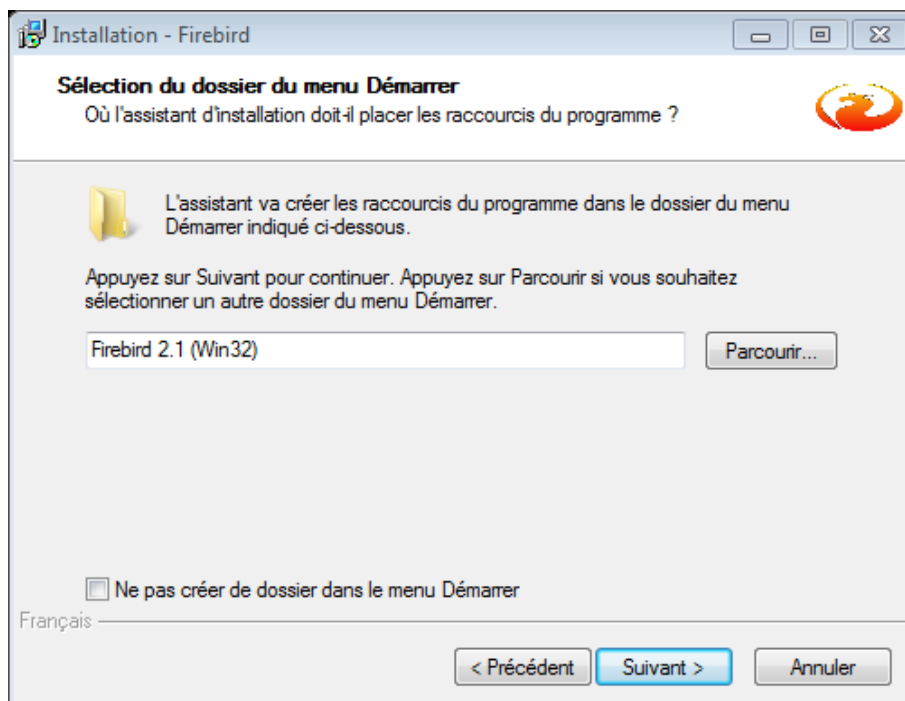 Installation - Firebird
Sélection du dossier du menu Démarrer
Où l'assistant d'installation doit-il placer les raccourcis du programme ?
L'assistant va créer les raccourcis du programme dans le dossier du menu
Démarrer indiqué ci-dessous.
Appuyez sur Suivant pour continuer. Appuyez sur Parcourir si vous souhaitez
sélectionner un autre dossier du menu Démarrer.
Firebird 2.1 (Win32)
Parcourir...
Ne pas créer de dossier dans le menu Démarrer
Français
< Précédent
Suivant >
Annuler